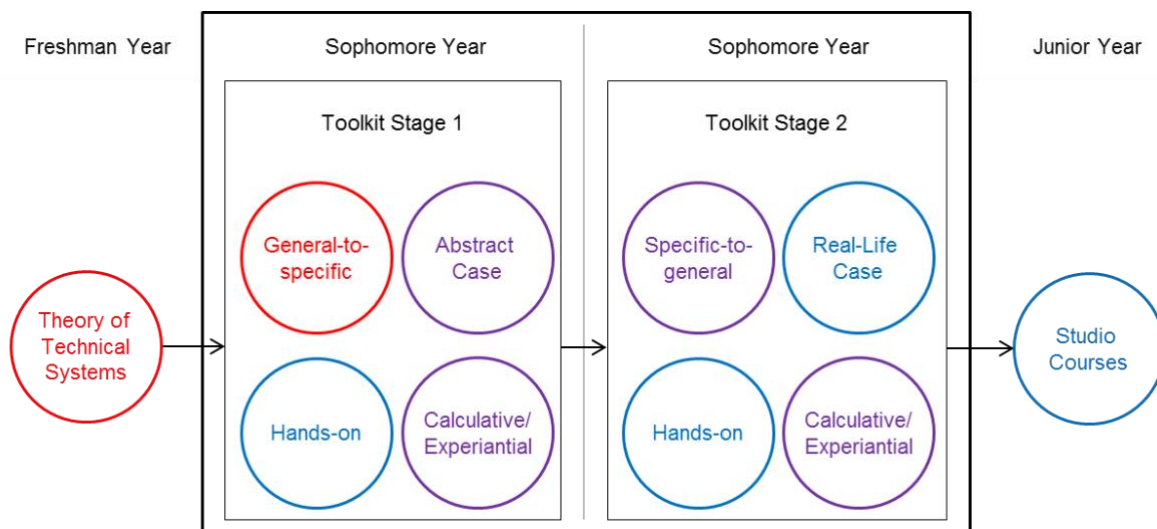 Freshman Year
Sophomore Year
Sophomore Year
Junior Year
Toolkit Stage 1
Toolkit Stage 2
General-to-
specific
Abstract
Case
Specific-to-
general
Real-Life
Case
Theory of
Technical
Systems
Studio
Courses
Hands-on
Calculative/
Experiantial
Hands-on
Calculative/
Experiantial